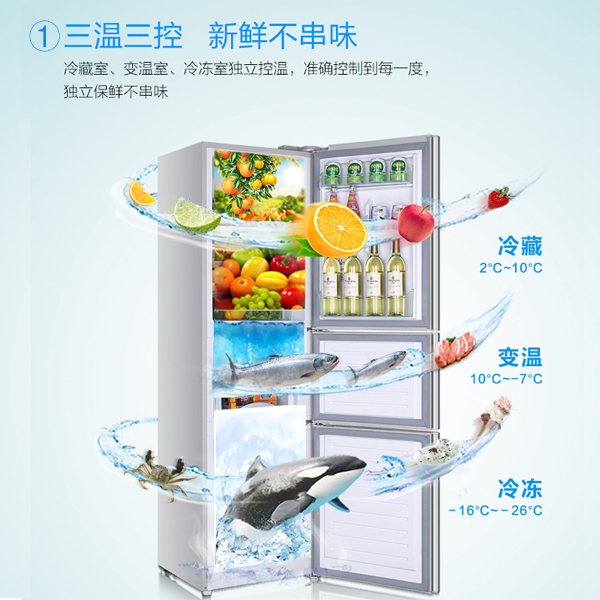 ① 三温三控 新鲜不串味
冷藏室、变温室、冷冻室独立控温，准确控制到每一度，
独立保鲜不串味
冷藏
2°C~10°C
变温
10°C~-7°C
冷冻
-16°C~-26°C